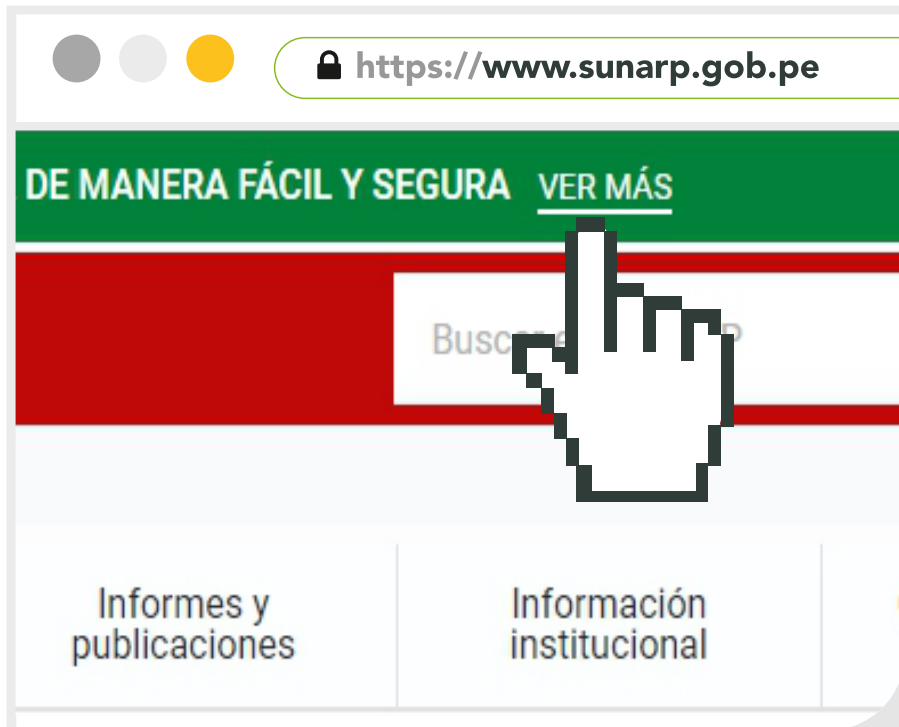 https://www.sunarp.gob.pe
DE MANERA FÁCIL Y SEGURA VER MÁS
Informes y
publicaciones
Información
institucional